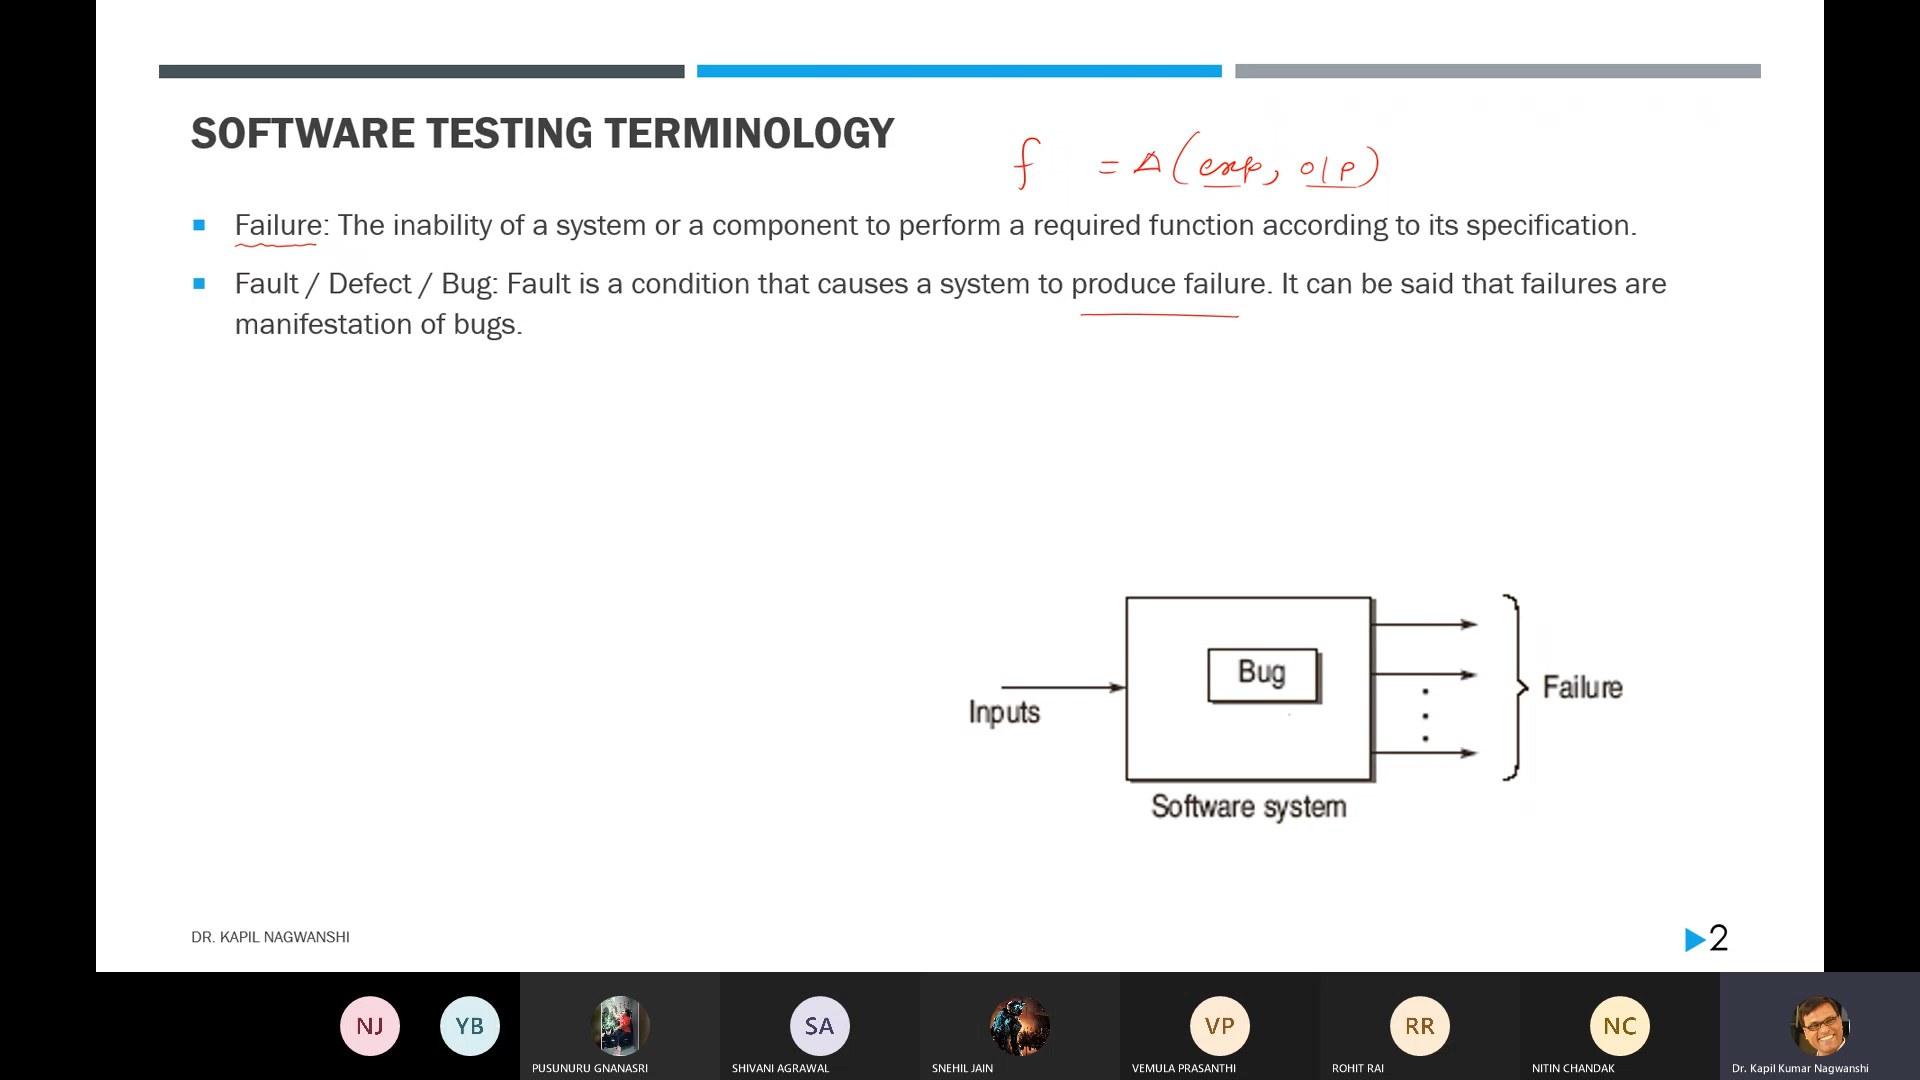 SOFTWARE TESTING TERMINOLOGY
f = Δ(exp, o/p)
Failure: The inability of a system or a component to perform a required function according to its specification.
Fault / Defect / Bug: Fault is a condition that causes a system to produce failure. It can be said that failures are
manifestation of bugs.
Bug
Inputs
Failure
Software system
DR. KAPIL NAGWANSHI
2
NJ
YB
SA
VP
RR
NC
PUSUNURU GNANASRI
SHIVANI AGRAWAL
SNEHIL JAIN
VEMULA PRASANTHI
ROHIT RAI
NITIN CHANDAK
Dr. Kapil Kumar Nagwanshi